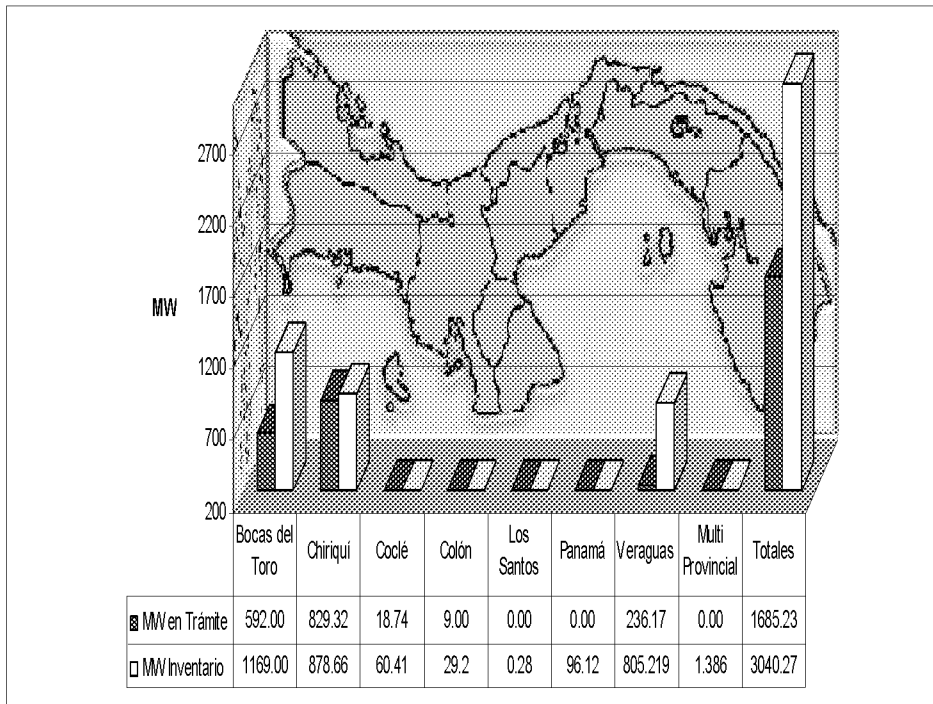 2700
2200
1700
MW
1200
700
200
Bocas del Toro Chiriquí Coclé Colón Los Santos Panamá Veraguas Multi Provincial Totales
MW en Trámite 592.00 829.32 18.74 9.00 0.00 0.00 236.17 0.00 1685.23
MW Inventario 1169.00 878.66 60.41 29.2 0.28 96.12 805.219 1.386 3040.27